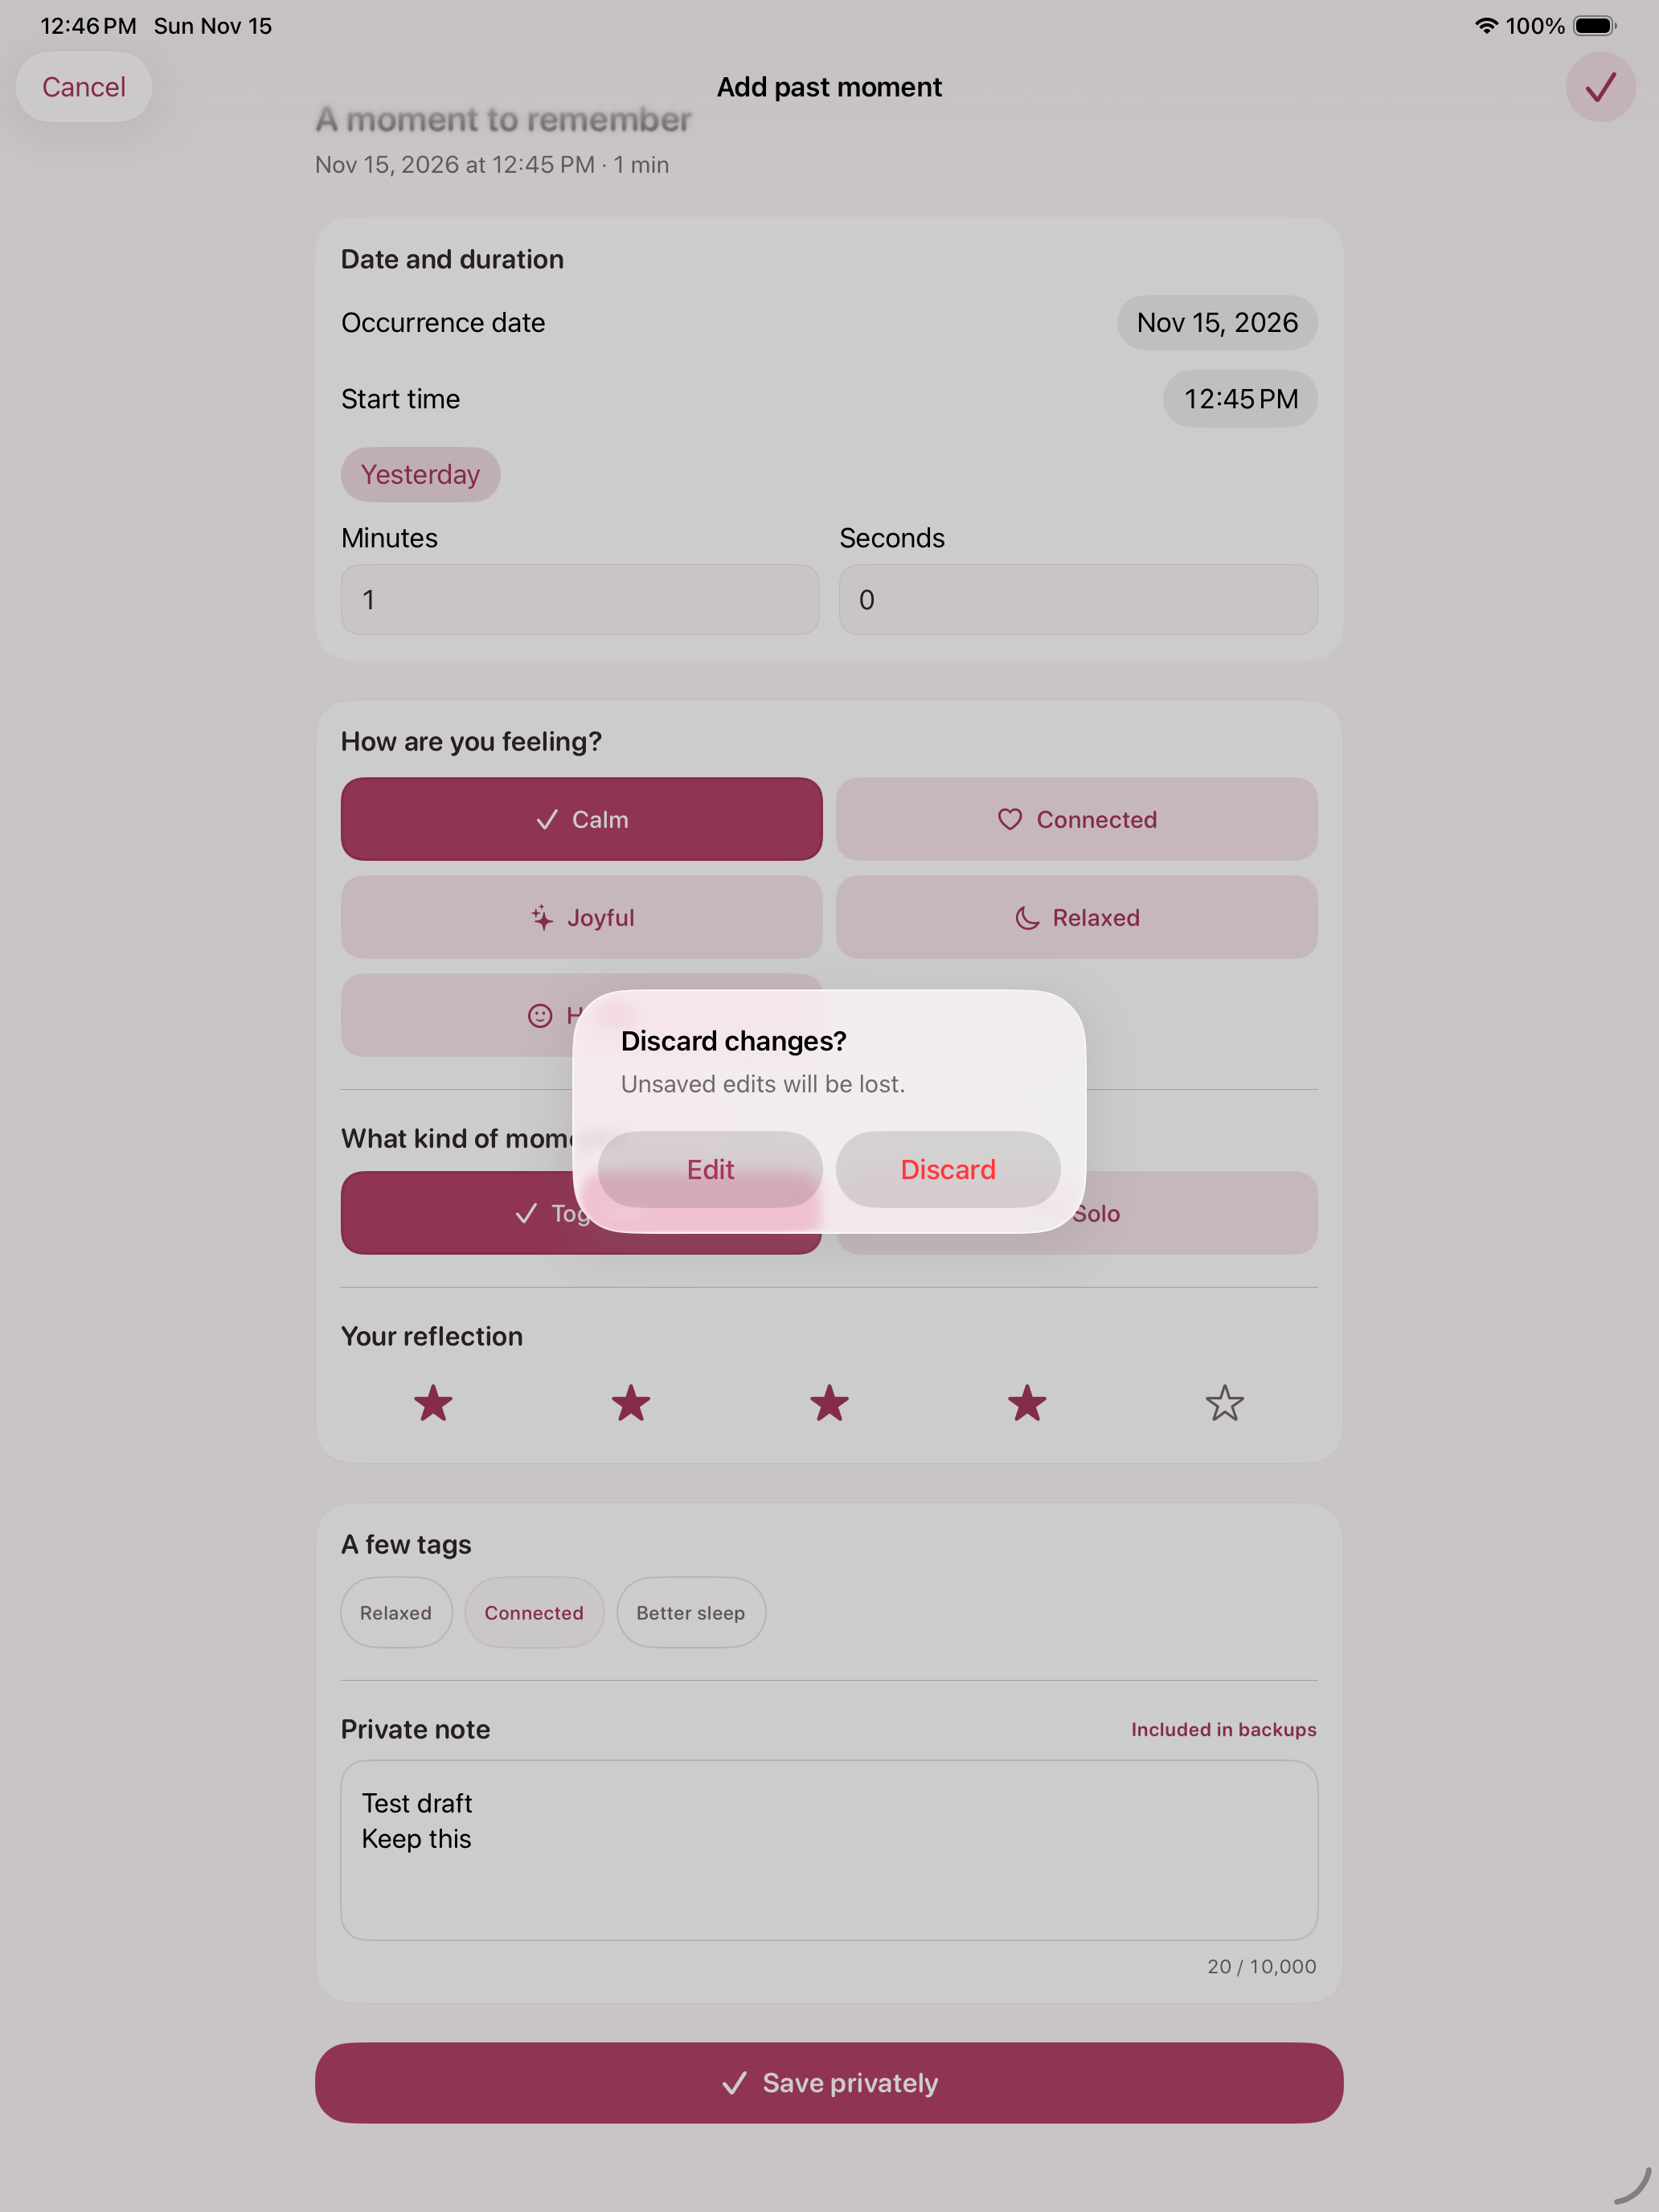 12:46 PM Sun Nov 15 100%
Cancel Add past moment
A moment to remember
Nov 15, 2026 at 12:45 PM · 1 min
Date and duration
Occurrence date Nov 15, 2026
Start time 12:45 PM
Yesterday
Minutes Seconds
1 0
How are you feeling?
Calm Connected
Joyful Relaxed
Discard changes?
Unsaved edits will be lost.
What kind of
Edit Discard
Solo
Your reflection
A few tags
Relaxed Connected Better sleep
Private note Included in backups
Test draft
Keep this
20 / 10,000
Save privately